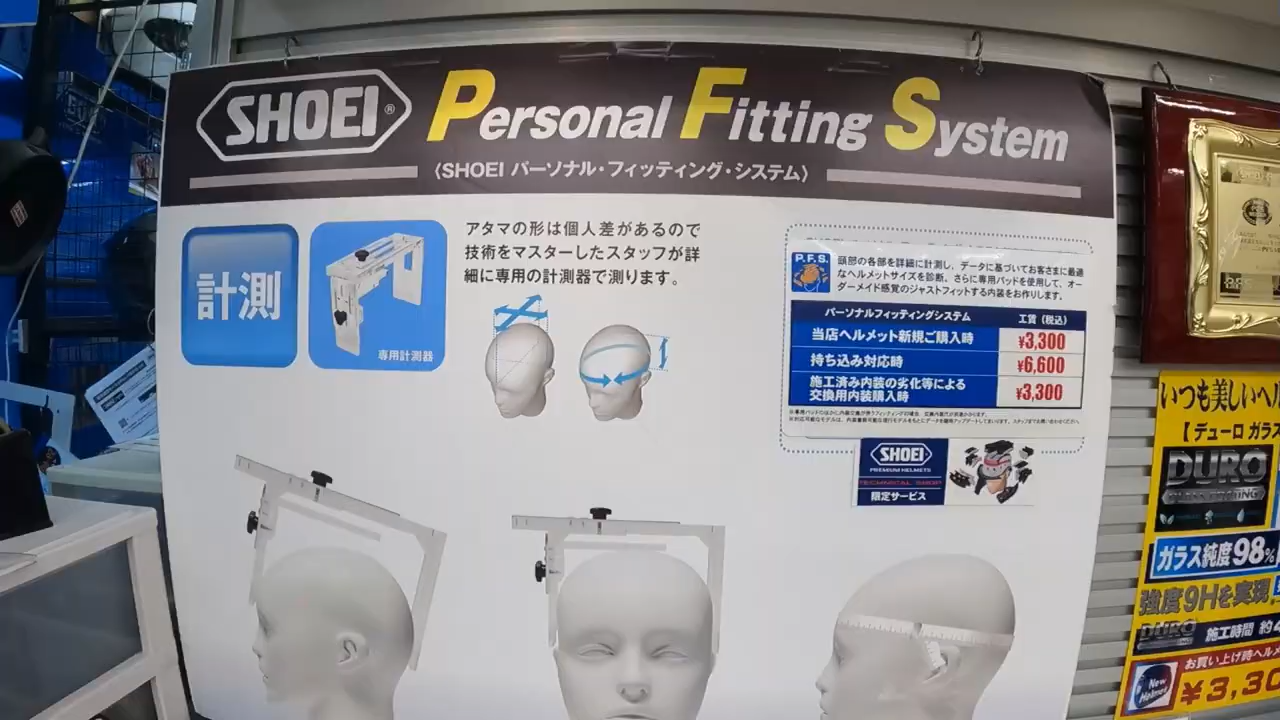 SHOEI® Personal Fitting System
〈SHOEI パーソナル・フィッティング・システム〉
計測
専用計測器
アタマの形は個人差があるので
技術をマスターしたスタッフが詳
細に専用の計測器で測ります。
P.F.S.
頭部の各部を詳細に計測し、データに基づいてお客さまに最適
なヘルメットサイズを診断。さらに専用パッドを使用して、オー
ダーメイド感覚のジャストフィットする内装をお作りします。
パーソナルフィッティングシステム 工賃（税込）
当店ヘルメット新規ご購入時 ¥3,300
持ち込み対応時 ¥6,600
施工済み内装の劣化等による
交換用内装購入時 ¥3,300
SHOEI
PREMIUM HELMETS
TECHNICAL SHOP
限定サービス
いつも美しいヘル
【デューロ ガラス
DURO
ガラス純度98%
強度9Hを実現
DURO 施工時間 約4
お買い上げ時ヘルメ
New Helmet
¥3,30